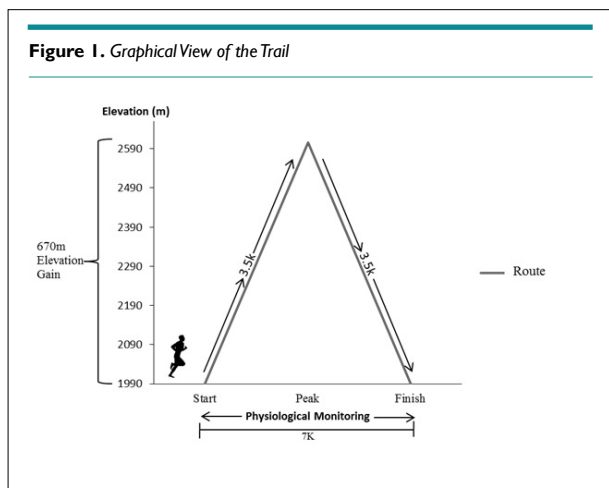 Figure 1. Graphical View of the Trail
Elevation (m)
2590
2490
2390
2290
2190
2090
1990
670m
Elevation
Gain
3.5k
3.5k
Route
Start Peak Finish
Physiological Monitoring
7K